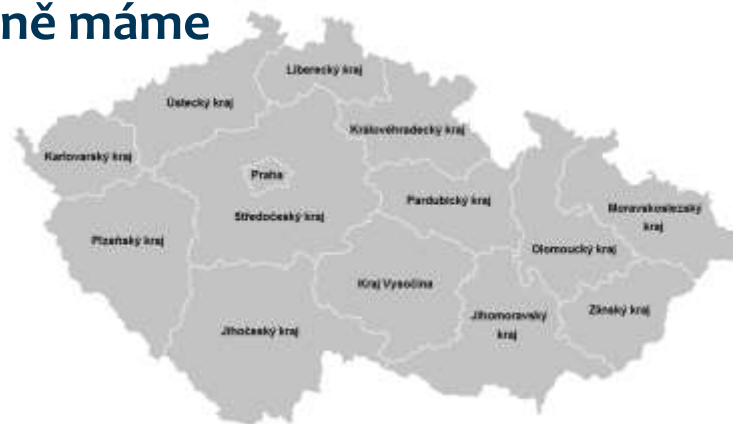 ně máme
Liberecký kraj
Ústecký kraj
Královéhradecký kraj
Karlovarský kraj
Praha
Pardubický kraj
Středočeský kraj
Moravskoslezský
kraj
Plzeňský kraj
Olomoucký kraj
Kraj Vysočina
Zlínský kraj
Jihomoravský
kraj
Jihočeský kraj